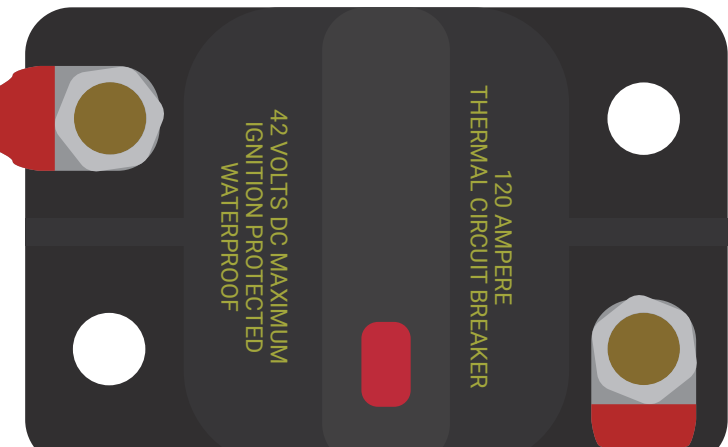 120 AMPERE
THERMAL CIRCUIT BREAKER
42 VOLTS DC MAXIMUM
IGNITION PROTECTED
WATERPROOF